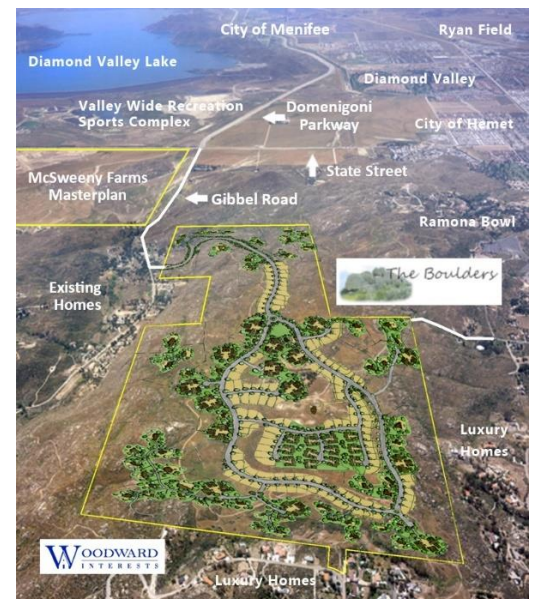 City of Menifee
Ryan Field
Diamond Valley Lake
Diamond Valley
Valley Wide Recreation
Sports Complex
Domenigoni
Parkway
City of Hemet
McSweeny Farms
Masterplan
State Street
Gibbel Road
Ramona Bowl
The Boulders
Existing
Homes
Luxury
Homes
WOODWARD
INTERESTS
Luxury Homes